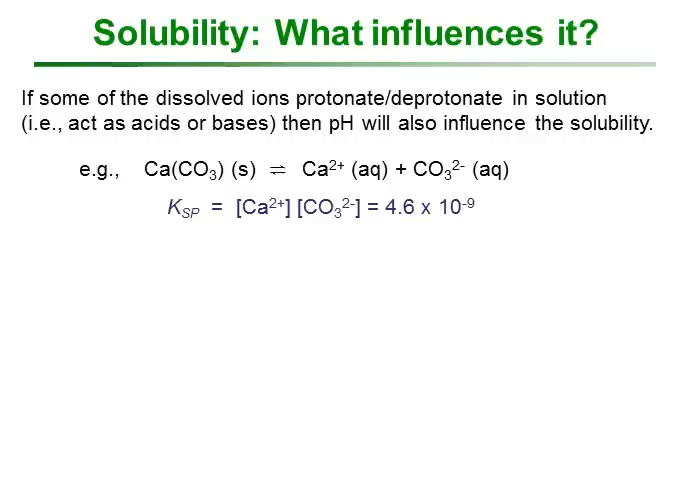 Solubility: What influences it?
If some of the dissolved ions protonate/deprotonate in solution
(i.e., act as acids or bases) then pH will also influence the solubility.
e.g., Ca(CO₃) (s) ⇌ Ca²⁺ (aq) + CO₃²⁻ (aq)
K_SP = [Ca²⁺] [CO₃²⁻] = 4.6 x 10⁻⁹